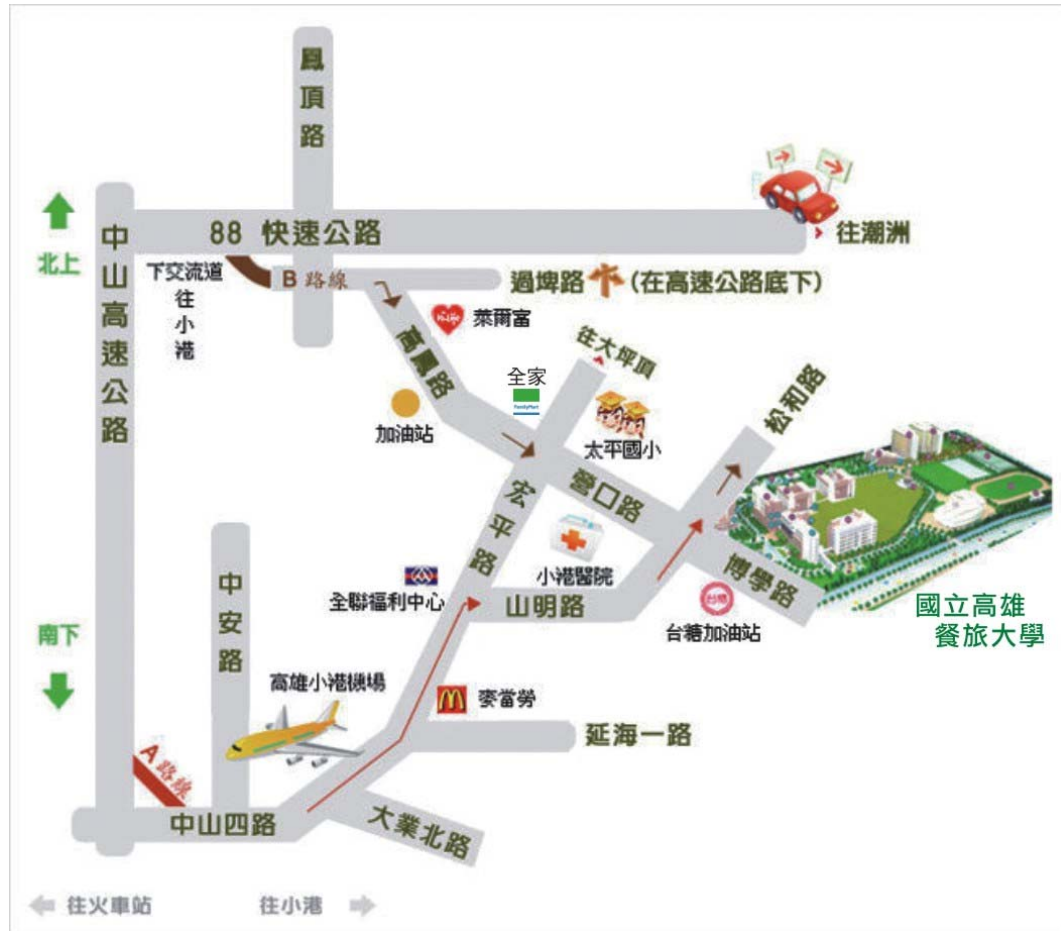 鳳頂路
中山高速公路
北上
88 快速公路
往潮洲
下交流道
往小港
B 路線
過埤路
(在高速公路底下)
萊爾富
高鳳路
往大坪頂
全家
FamilyMart
松和路
加油站
太平國小
營口路
宏平路
小港醫院
中安路
全聯福利中心
山明路
博學路
台糖
台糖加油站
國立高雄
餐旅大學
南下
高雄小港機場
麥當勞
延海一路
A 路線
中山四路
大業北路
往火車站
往小港